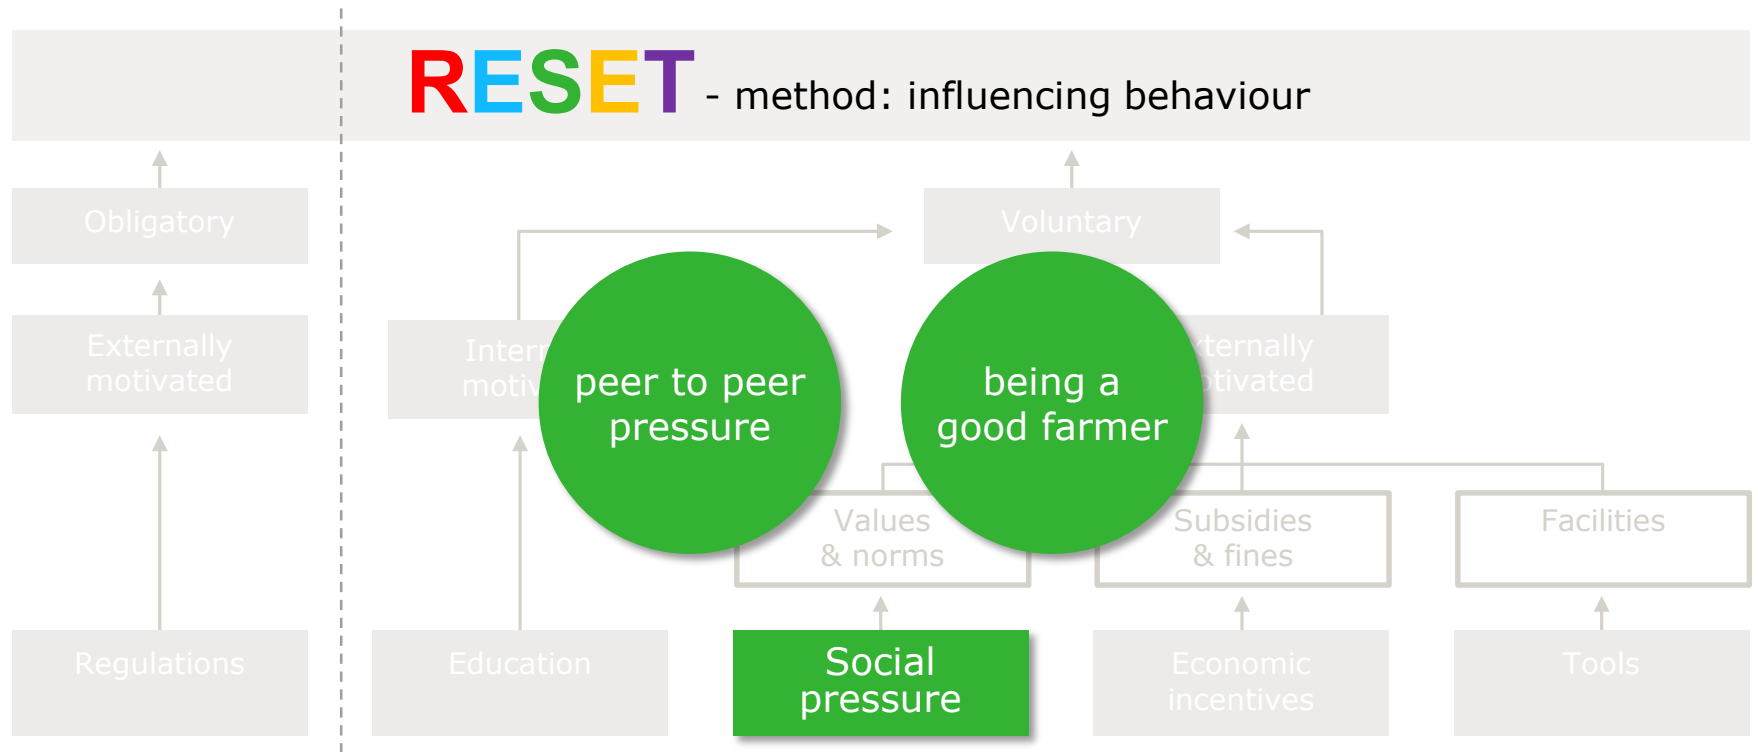 RESET - method: influencing behaviour
Obligatory
Voluntary
Externally
motivated
peer to peer
pressure
being a
good farmer
Values
& norms
Subsidies
& fines
Facilities
Regulations
Education
Social
pressure
Economic
incentives
Tools